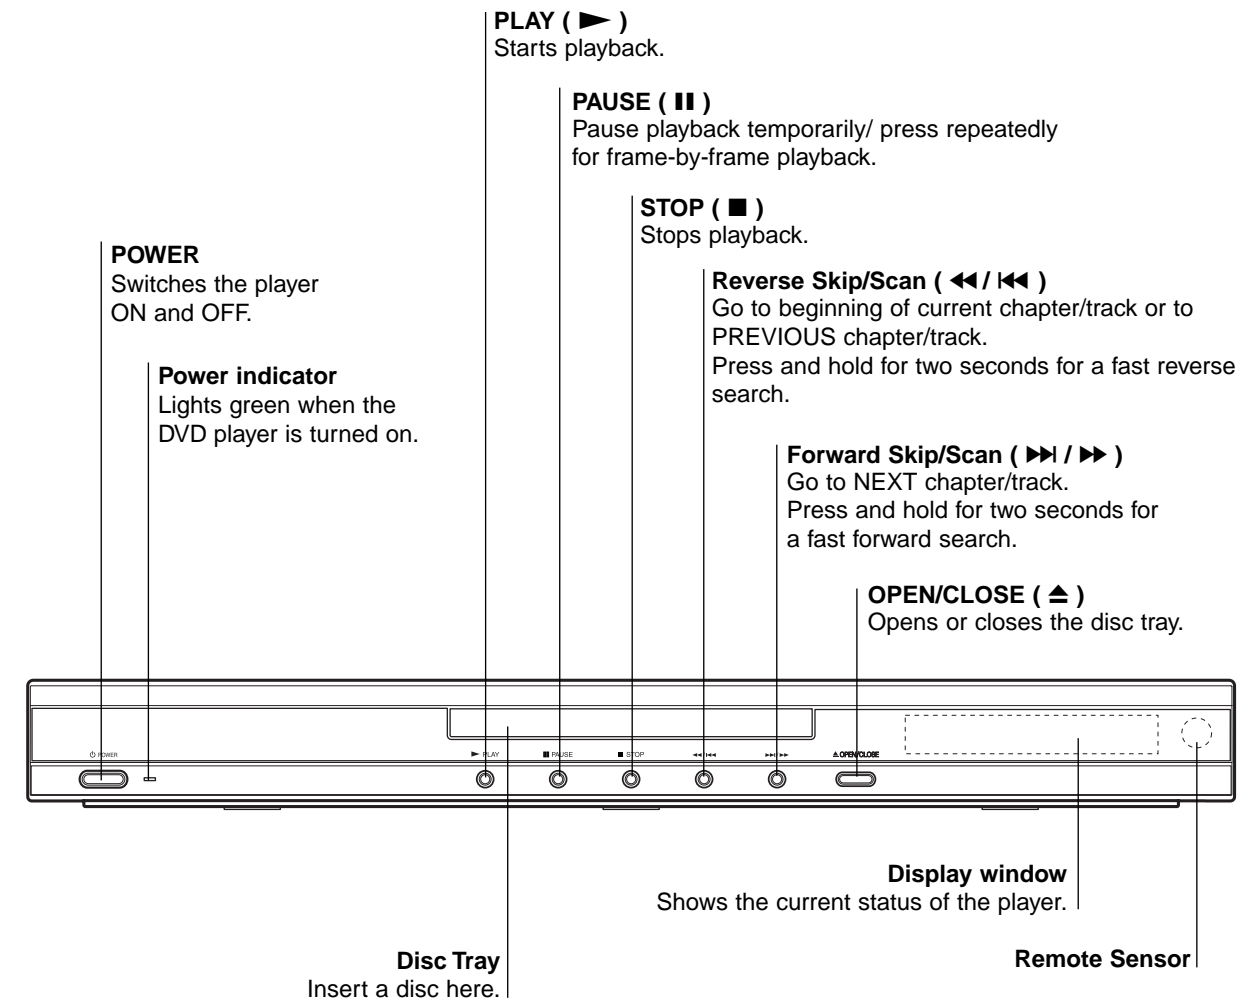 PLAY ( ► )
Starts playback.
PAUSE ( ❚❚ )
Pause playback temporarily/ press repeatedly
for frame-by-frame playback.
STOP ( ■ )
Stops playback.
POWER
Switches the player
ON and OFF.
Reverse Skip/Scan ( ◄◄ / |◄◄ )
Go to beginning of current chapter/track or to
PREVIOUS chapter/track.
Press and hold for two seconds for a fast reverse
search.
Power indicator
Lights green when the
DVD player is turned on.
Forward Skip/Scan ( ►►| / ►► )
Go to NEXT chapter/track.
Press and hold for two seconds for
a fast forward search.
OPEN/CLOSE ( ⏏ )
Opens or closes the disc tray.
⏻ POWER
► PLAY
❚❚ PAUSE
■ STOP
◄◄ / |◄◄
►►| / ►►
⏏ OPEN/CLOSE
Display window
Shows the current status of the player.
Disc Tray
Insert a disc here.
Remote Sensor